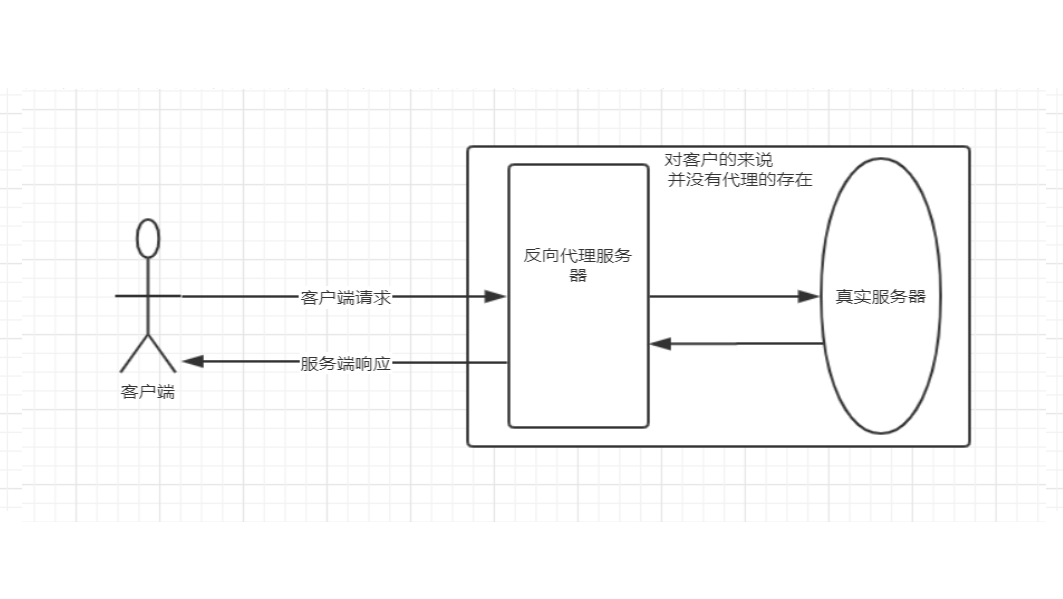 对客户的来说
并没有代理的存在
反向代理服务
器
客户端请求
真实服务器
服务端响应
客户端